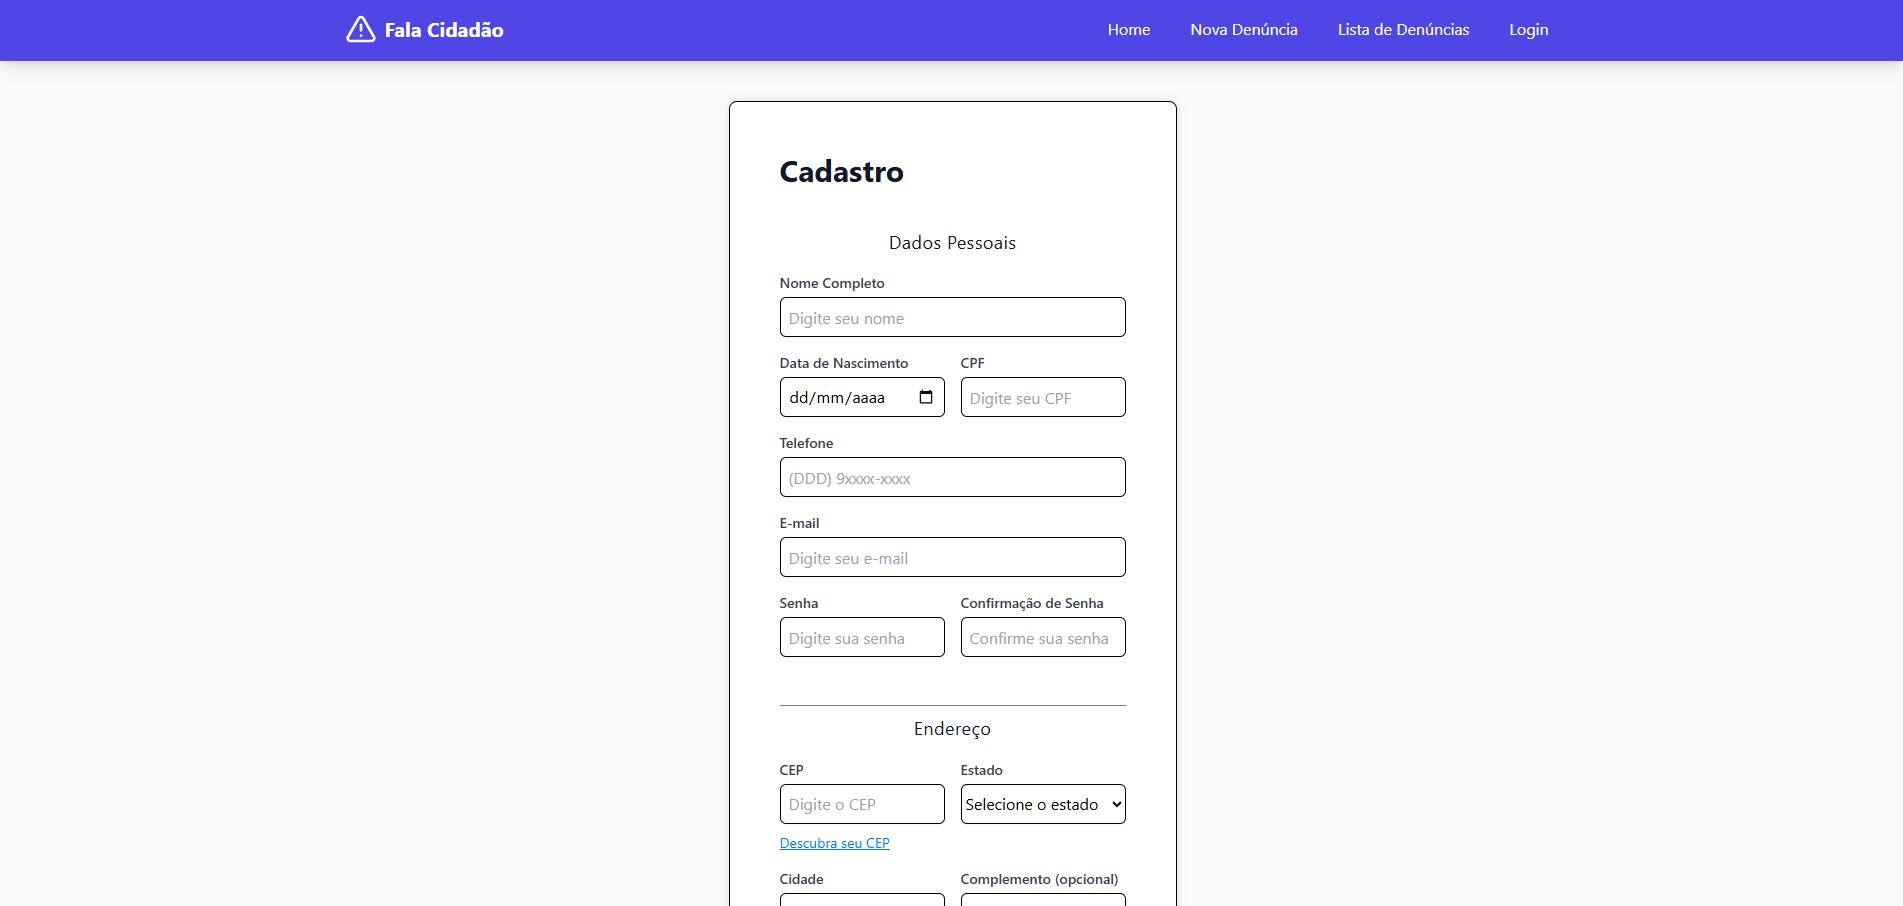 Fala Cidadão
Home Nova Denúncia Lista de Denúncias Login
Cadastro
Dados Pessoais
Nome Completo
Digite seu nome
Data de Nascimento CPF
dd/mm/aaaa Digite seu CPF
Telefone
(DDD) 9xxxx-xxxx
E-mail
Digite seu e-mail
Senha Confirmação de Senha
Digite sua senha Confirme sua senha
Endereço
CEP Estado
Digite o CEP Selecione o estado
Descubra seu CEP
Cidade Complemento (opcional)